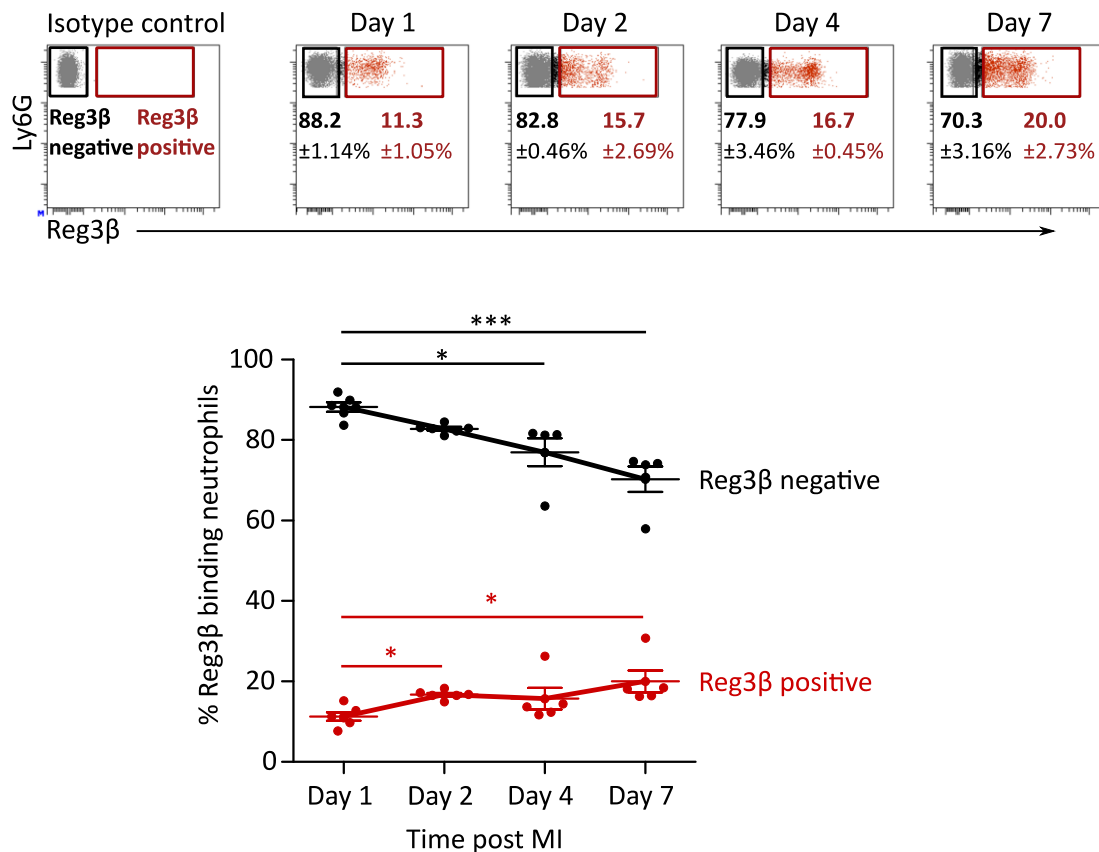 Isotype control
Day 1
Day 2
Day 4
Day 7
Ly6G
Reg3β Reg3β
negative positive
88.2 11.3
±1.14% ±1.05%
82.8 15.7
±0.46% ±2.69%
77.9 16.7
±3.46% ±0.45%
70.3 20.0
±3.16% ±2.73%
M
Reg3β
***
*
100
80
60
40
20
0
% Reg3β binding neutrophils
Reg3β negative
*
*
Reg3β positive
Day 1 Day 2 Day 4 Day 7
Time post MI